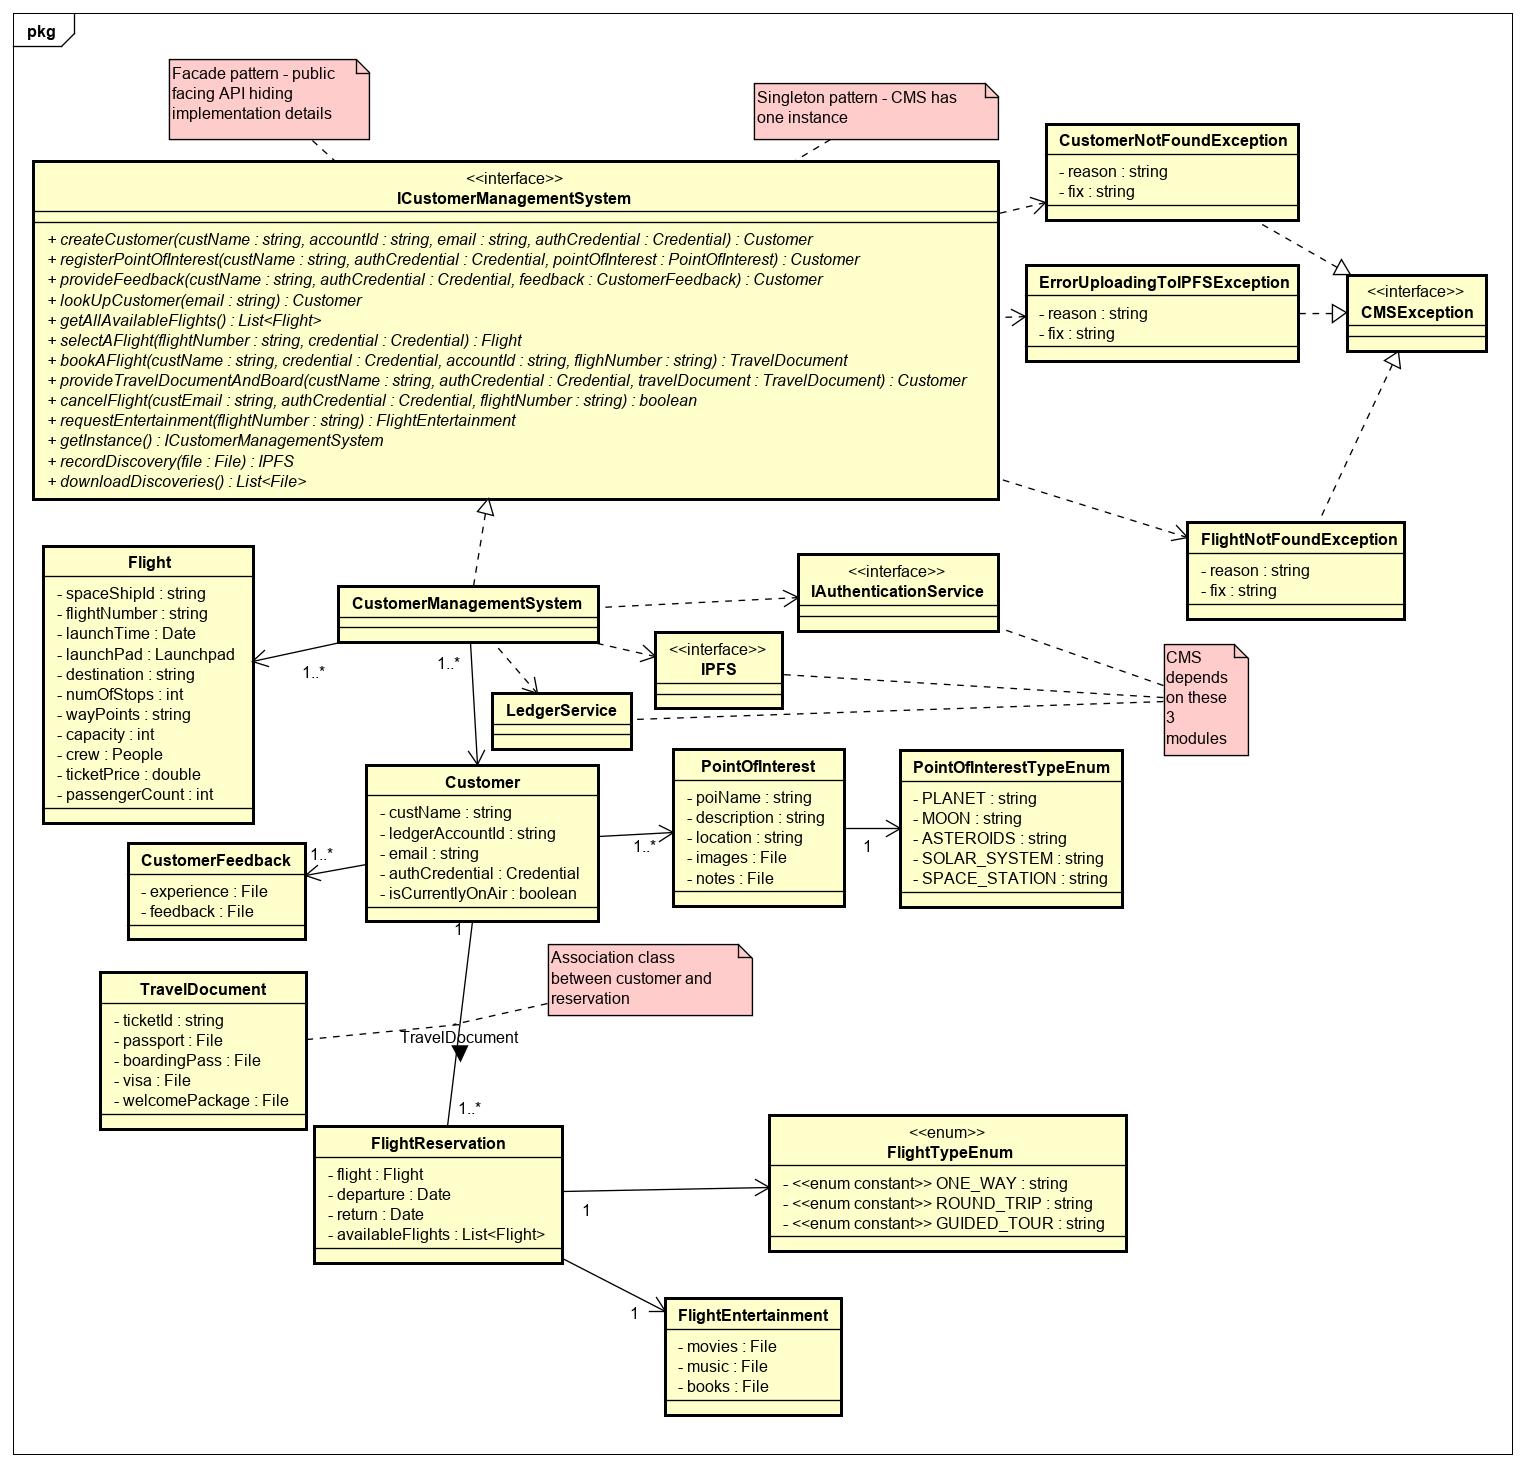 pkg
Facade pattern - public
facing API hiding
implementation details
Singleton pattern - CMS has
one instance
<<interface>>
ICustomerManagementSystem
+ createCustomer(custName : string, accountId : string, email : string, authCredential : Credential) : Customer
+ registerPointOfInterest(custName : string, authCredential : Credential, pointOfInterest : PointOfInterest) : Customer
+ provideFeedback(custName : string, authCredential : Credential, feedback : CustomerFeedback) : Customer
+ lookUpCustomer(email : string) : Customer
+ getAllAvailableFlights() : List<Flight>
+ selectAFlight(flightNumber : string, credential : Credential) : Flight
+ bookAFlight(custName : string, credential : Credential, accountId : string,flighNumber : string) : TravelDocument
+ provideTravelDocumentAndBoard(custName : string, authCredential : Credential, travelDocument : TravelDocument) : Customer
+ cancelFlight(custEmail : string, authCredential : Credential, flightNumber : string) : boolean
+ requestEntertainment(flightNumber : string) : FlightEntertainment
+ getInstance() : ICustomerManagementSystem
+ recordDiscovery(file : File) : IPFS
+ downloadDiscoveries() : List<File>
CustomerNotFoundException
- reason : string
- fix : string
ErrorUploadingToIPFSException
- reason : string
- fix : string
<<interface>>
CMSException
FlightNotFoundException
- reason : string
- fix : string
Flight
- spaceShipId : string
- flightNumber : string
- launchTime : Date
- launchPad : Launchpad
- destination : string
- numOfStops : int
- wayPoints : string
- capacity : int
- crew : People
- ticketPrice : double
- passengerCount : int
CustomerManagementSystem
1..*
1..*
<<interface>>
IAuthenticationService
<<interface>>
IPFS
LedgerService
CMS
depends
on these
3
modules
Customer
- custName : string
- ledgerAccountId : string
- email : string
- authCredential : Credential
- isCurrentlyOnAir : boolean
1..*
PointOfInterest
- poiName : string
- description : string
- location : string
- images : File
- notes : File
1
PointOfInterestTypeEnum
- PLANET : string
- MOON : string
- ASTEROIDS : string
- SOLAR_SYSTEM : string
- SPACE_STATION : string
1..*
CustomerFeedback
- experience : File
- feedback : File
1
Association class
between customer and
reservation
TravelDocument
- ticketId : string
- passport : File
- boardingPass : File
- visa : File
- welcomePackage : File
TravelDocument
1..*
FlightReservation
- flight : Flight
- departure : Date
- return : Date
- availableFlights : List<Flight>
1
<<enum>>
FlightTypeEnum
- <<enum constant>> ONE_WAY : string
- <<enum constant>> ROUND_TRIP : string
- <<enum constant>> GUIDED_TOUR : string
1
FlightEntertainment
- movies : File
- music : File
- books : File